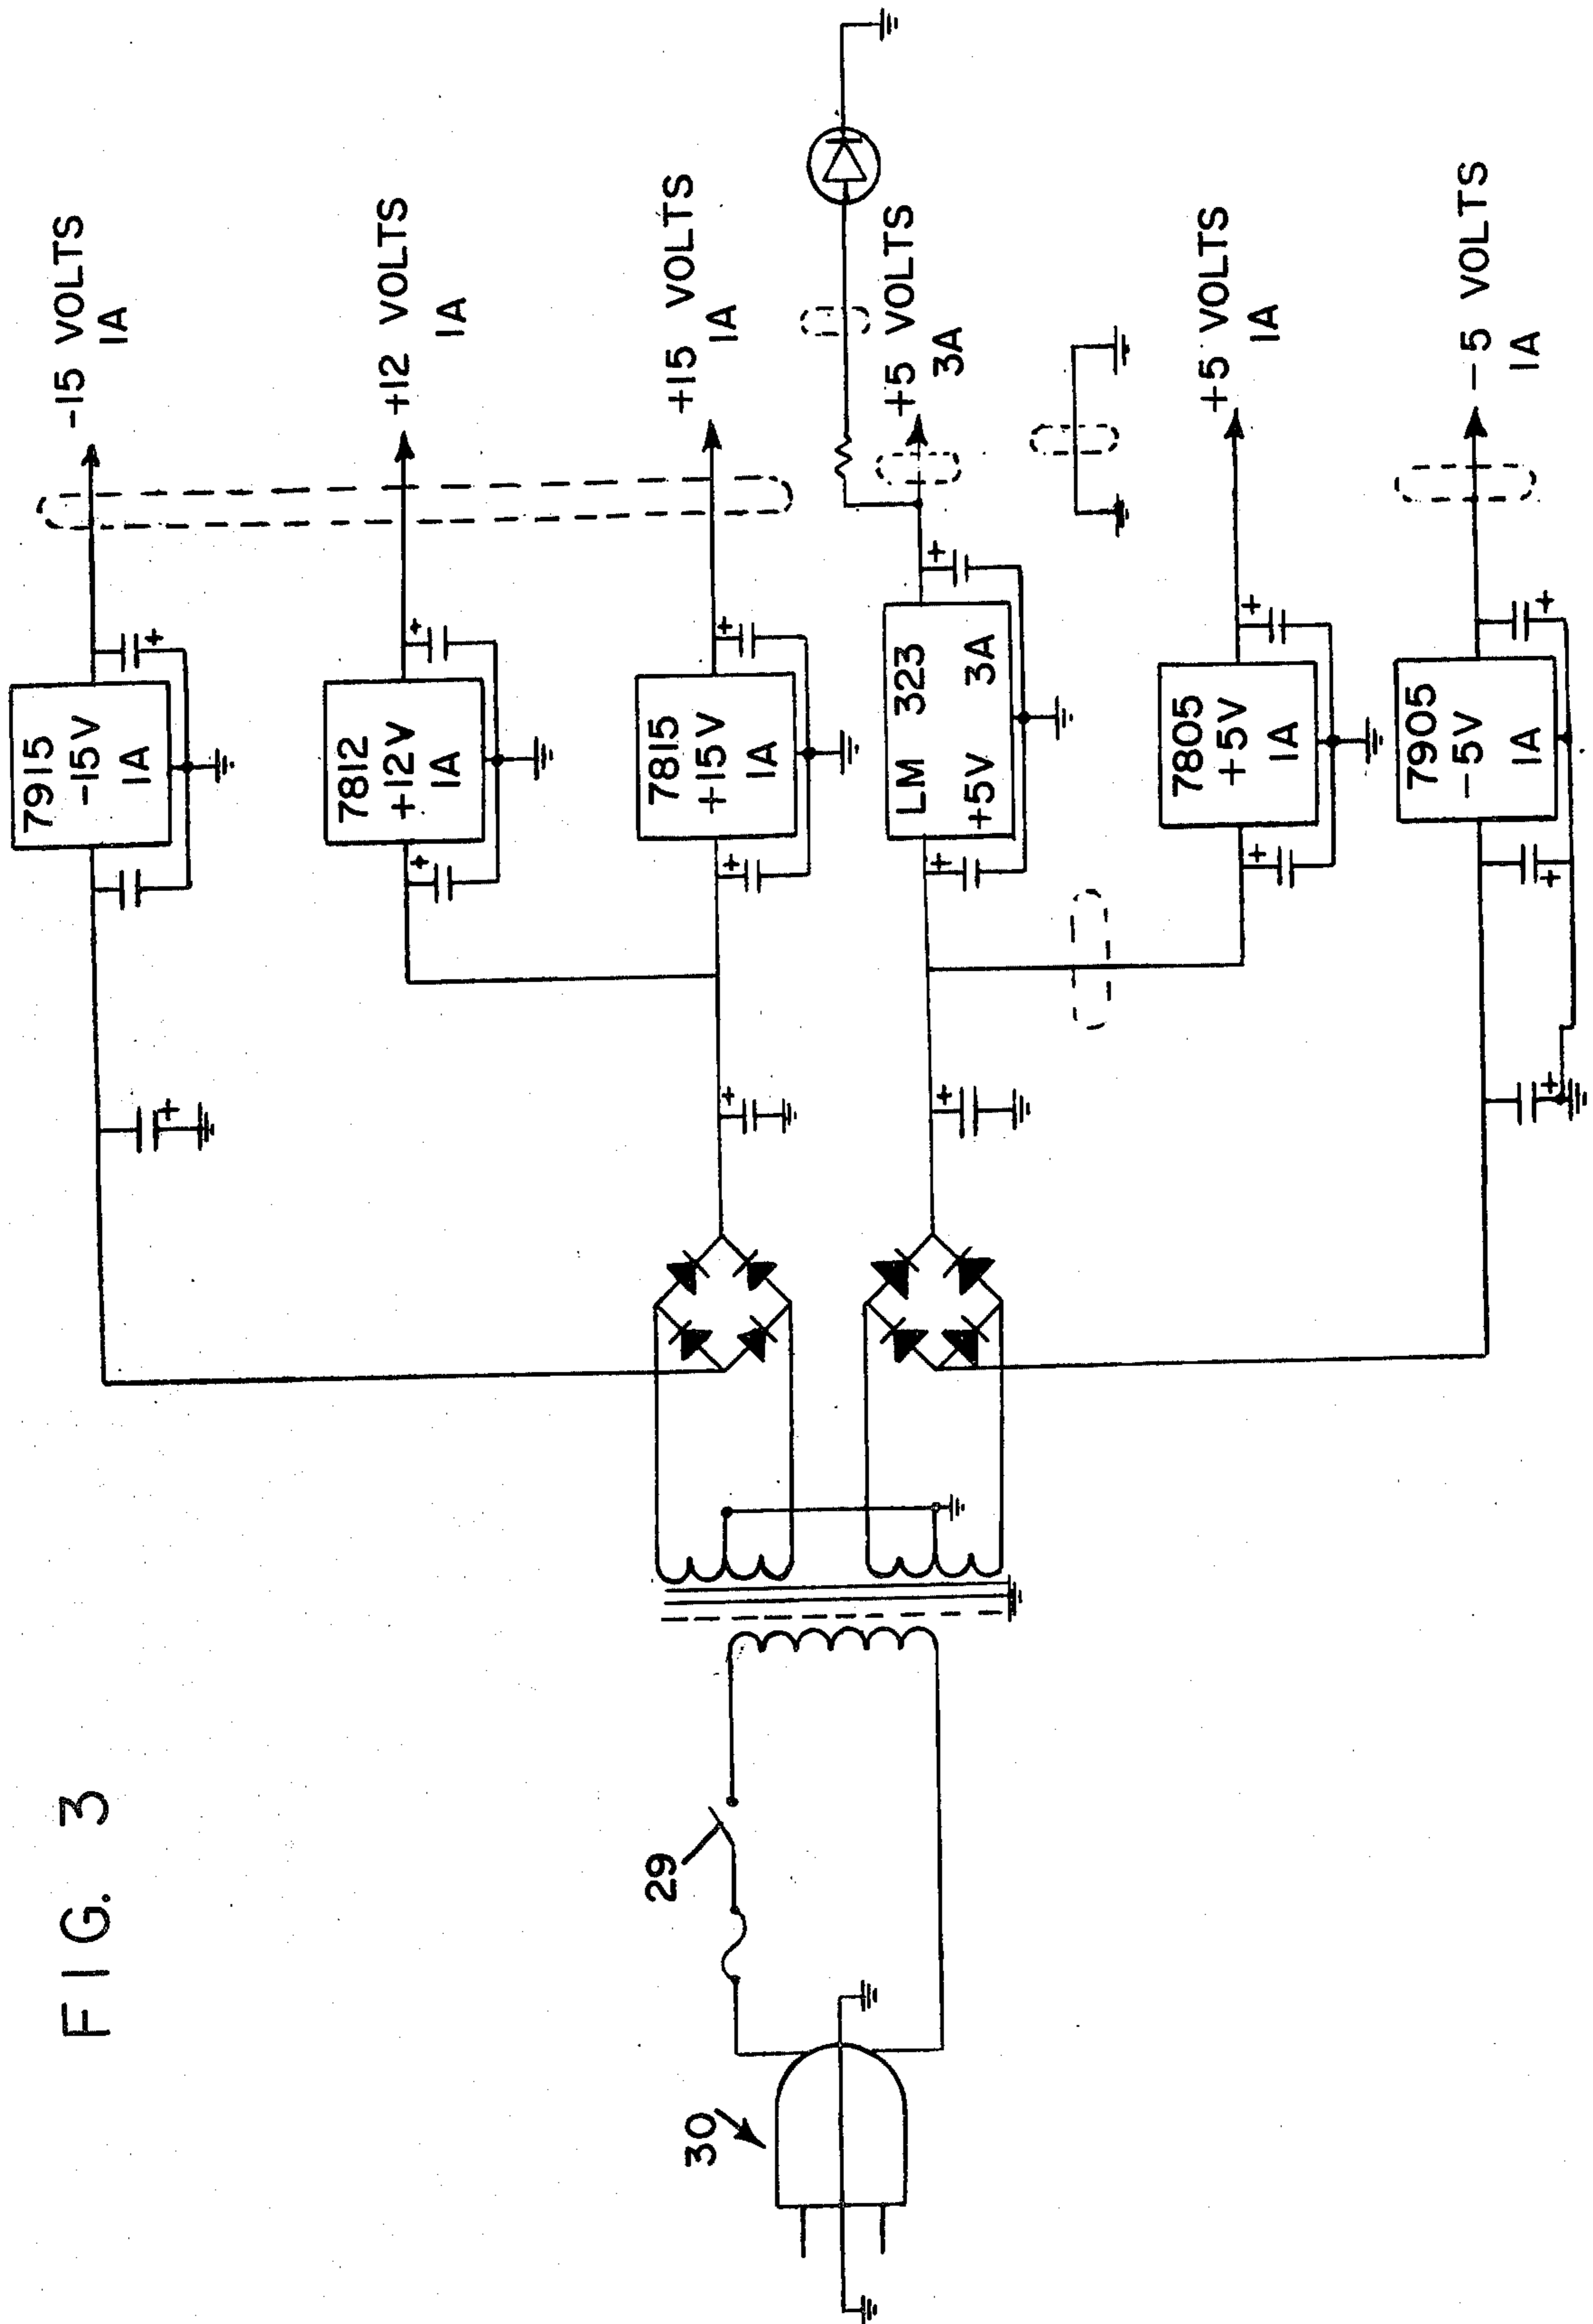 FIG. 3
7915
-15V
1A
-15 VOLTS
1A
7812
+12V
1A
+12 VOLTS
1A
7815
+15V
1A
+15 VOLTS
1A
LM 323
+5V 3A
+5 VOLTS
3A
7805
+5V
1A
+5 VOLTS
1A
7905
-5V
1A
-5 VOLTS
1A
29
30